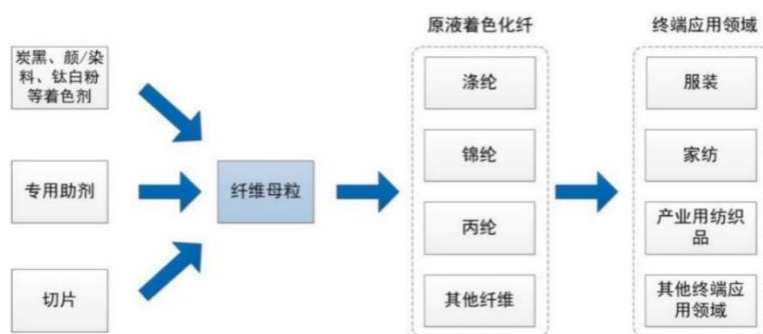 原液着色化纤
终端应用领域
炭黑、颜/染
料、钛白粉
等着色剂
专用助剂
切片
纤维母粒
涤纶
锦纶
丙纶
其他纤维
服装
家纺
产业用纺织
品
其他终端应
用领域